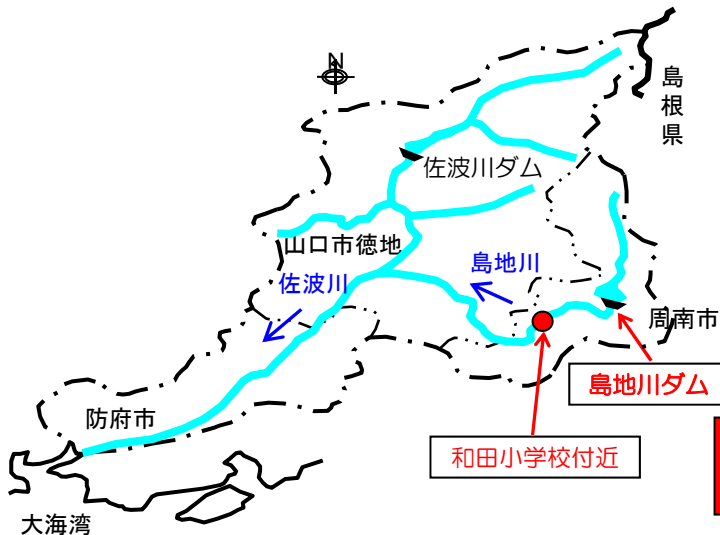 N
島根県
佐波川ダム
山口市徳地
島地川
佐波川
周南市
島地川ダム
防府市
和田小学校付近
大海湾